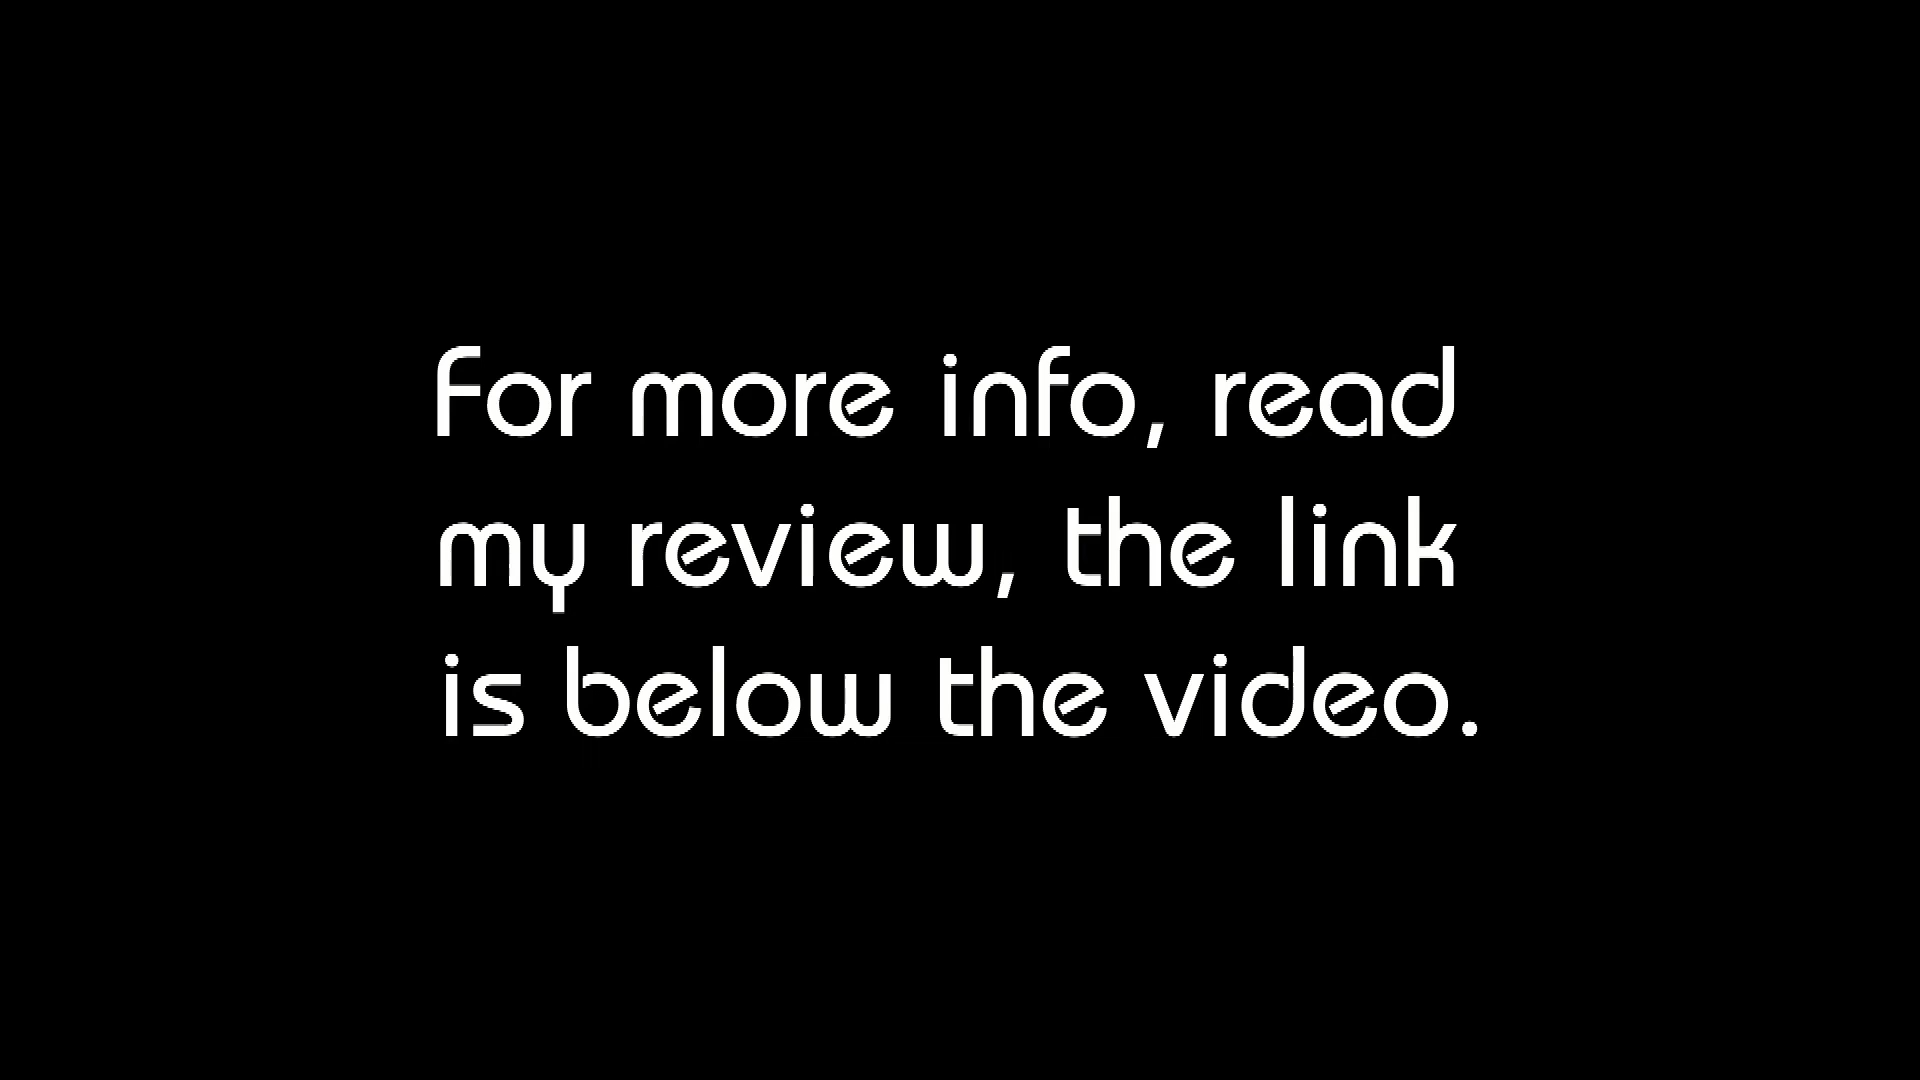 For more info, read
my review, the link
is below the video.